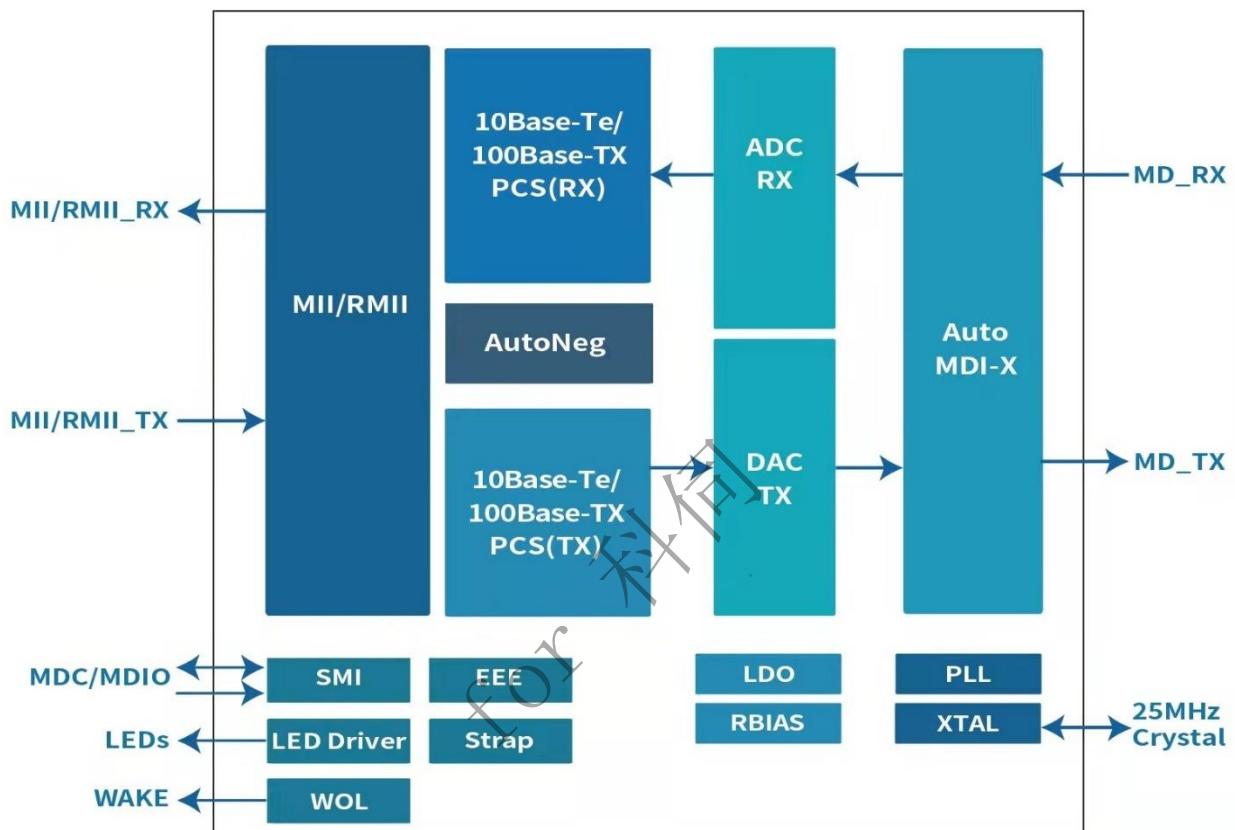 10Base-Te/
100Base-TX
PCS(RX)
ADC
RX
MD_RX
MII/RMII_RX
MII/RMII
AutoNeg
Auto
MDI-X
MII/RMII_TX
10Base-Te/
100Base-TX
PCS(TX)
DAC
TX
MD_TX
for 科伺
MDC/MDIO
SMI
EEE
LDO
PLL
LEDs
LED Driver
Strap
RBIAS
XTAL
25MHz
Crystal
WAKE
WOL